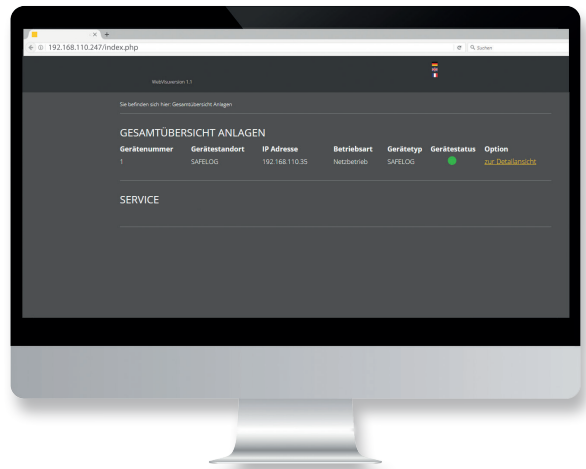 192.168.110.247/index.php
Suchen
WebVisuversion 1.1
Sie befinden sich hier: Gesamtübersicht Anlagen
GESAMTÜBERSICHT ANLAGEN
Gerätenummer Gerätestandort IP Adresse Betriebsart Gerätetyp Gerätestatus Option
1 SAFELOG 192.168.110.35 Netzbetrieb SAFELOG zur Detailansicht
SERVICE